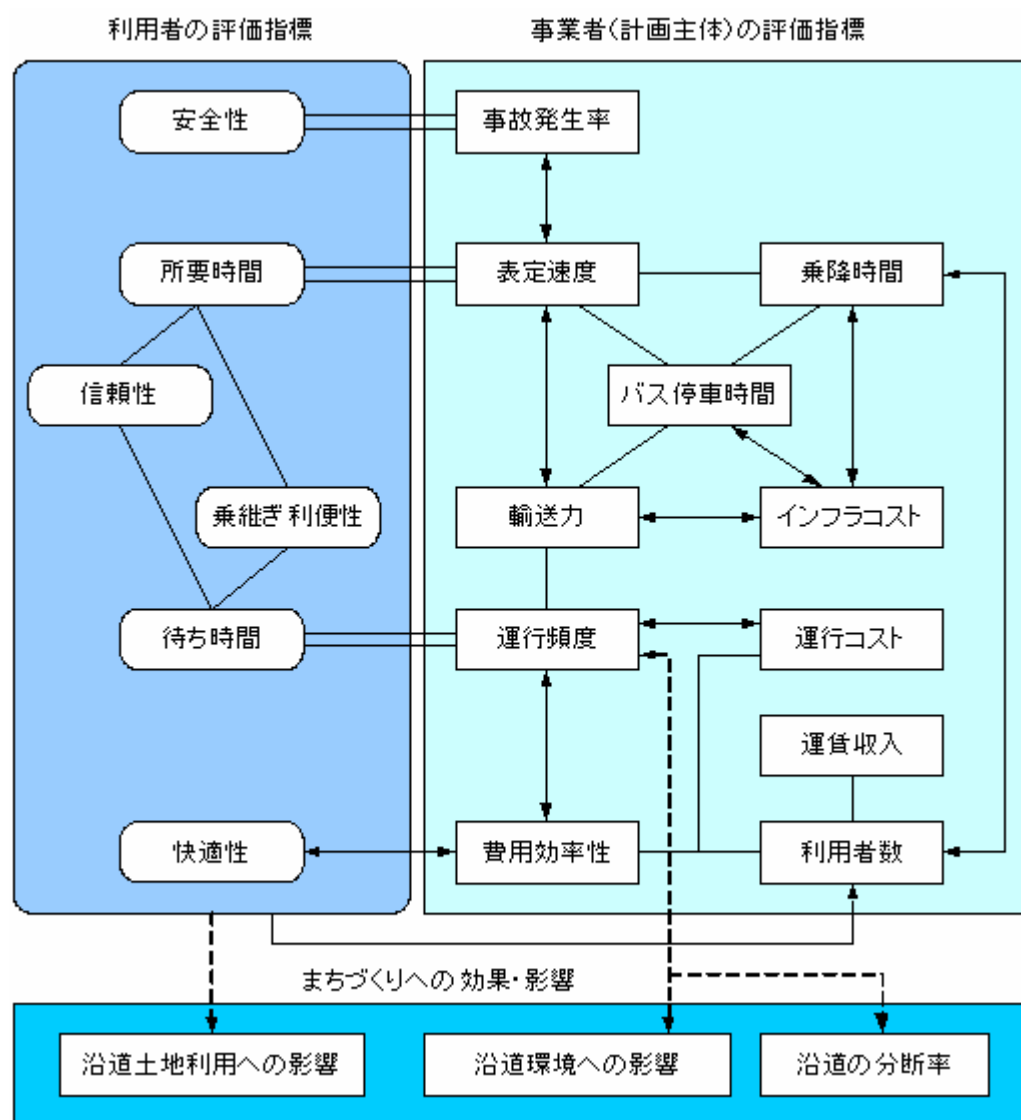 利用者の評価指標
事業者(計画主体)の評価指標
安全性
事故発生率
所要時間
表定速度
乗降時間
信頼性
バス停車時間
乗継ぎ利便性
輸送力
インフラコスト
待ち時間
運行頻度
運行コスト
運賃収入
快適性
費用効率性
利用者数
まちづくりへの効果・影響
沿道土地利用への影響
沿道環境への影響
沿道の分断率